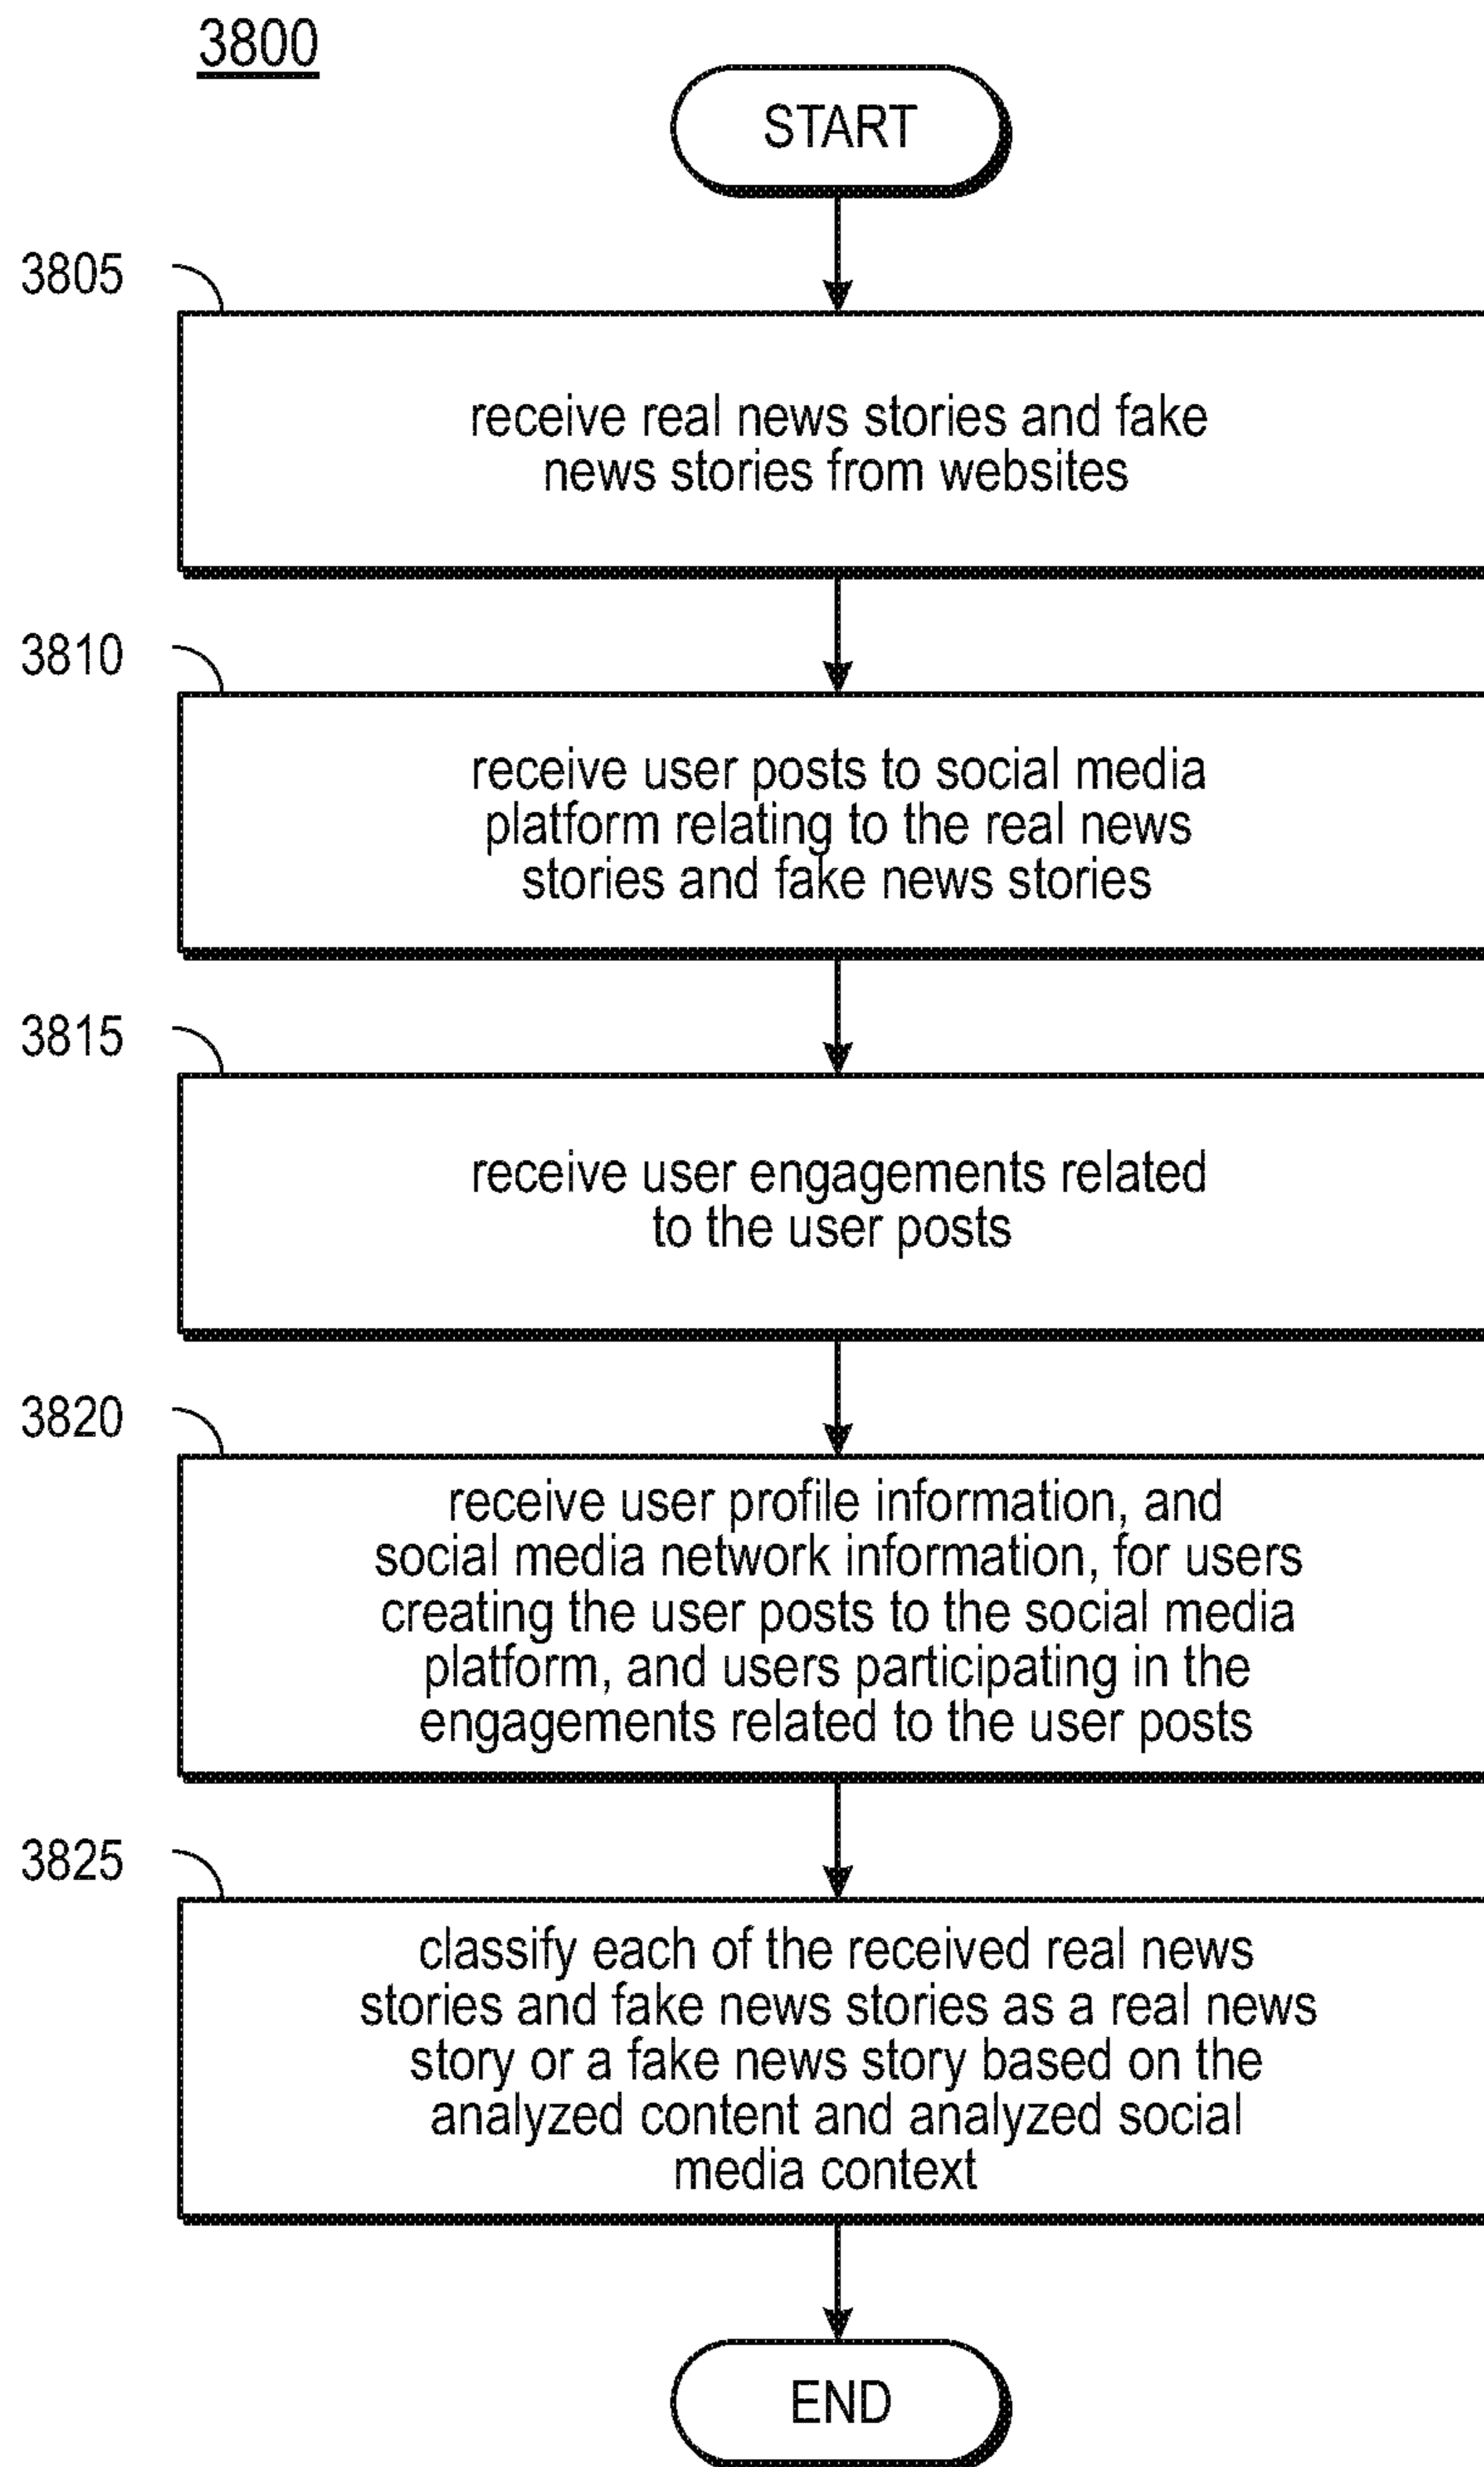 3800
START
3805
receive real news stories and fake
news stories from websites
3810
receive user posts to social media
platform relating to the real news
stories and fake news stories
3815
receive user engagements related
to the user posts
3820
receive user profile information, and
social media network information, for users
creating the user posts to the social media
platform, and users participating in the
engagements related to the user posts
3825
classify each of the received real news
stories and fake news stories as a real news
story or a fake news story based on the
analyzed content and analyzed social
media context
END